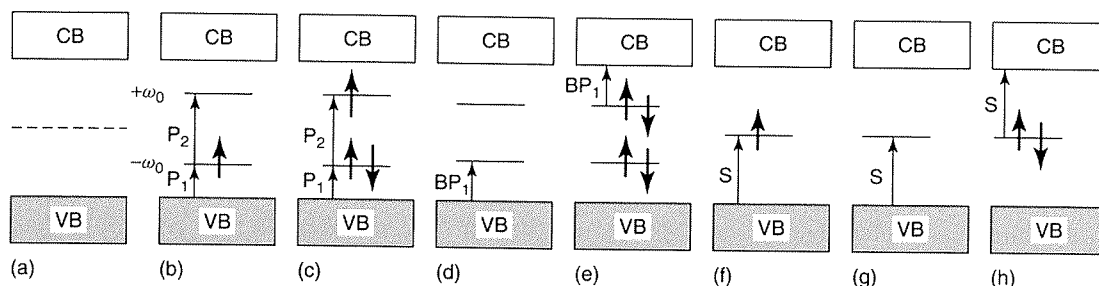 CB CB CB CB CB CB CB CB
BP₁
+ω₀
P₂ P₂ S
S S
−ω₀
P₁ P₁ BP₁
VB VB VB VB VB VB VB VB
(a) (b) (c) (d) (e) (f) (g) (h)